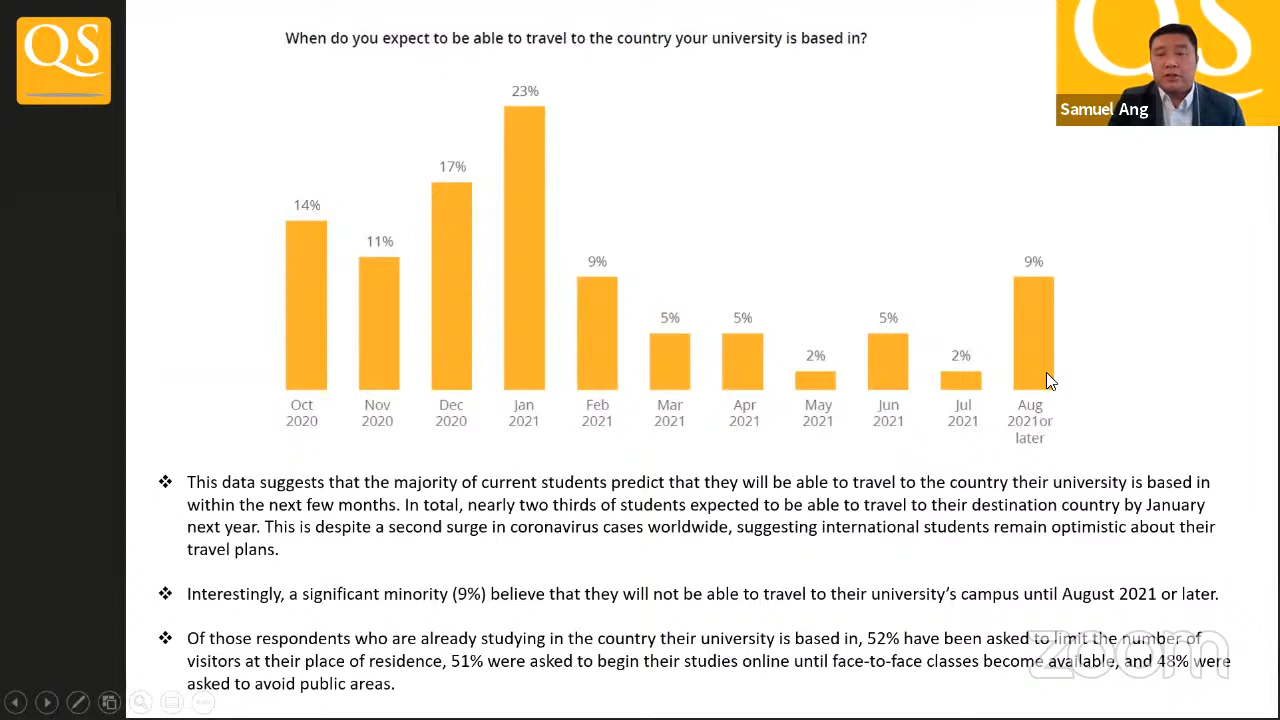 QS
When do you expect to be able to travel to the country your university is based in?
QS
Samuel Ang
23%
17%
14%
11%
9%
9%
5%
5%
5%
2%
2%
Oct Nov Dec Jan Feb Mar Apr May Jun Jul Aug
2020 2020 2020 2021 2021 2021 2021 2021 2021 2021 2021or
later
❖ This data suggests that the majority of current students predict that they will be able to travel to the country their university is based in
within the next few months. In total, nearly two thirds of students expected to be able to travel to their destination country by January
next year. This is despite a second surge in coronavirus cases worldwide, suggesting international students remain optimistic about their
travel plans.
❖ Interestingly, a significant minority (9%) believe that they will not be able to travel to their university’s campus until August 2021 or later.
❖ Of those respondents who are already studying in the country their university is based in, 52% have been asked to limit the number of
visitors at their place of residence, 51% were asked to begin their studies online until face-to-face classes become available, and 48% were
asked to avoid public areas.
zoom